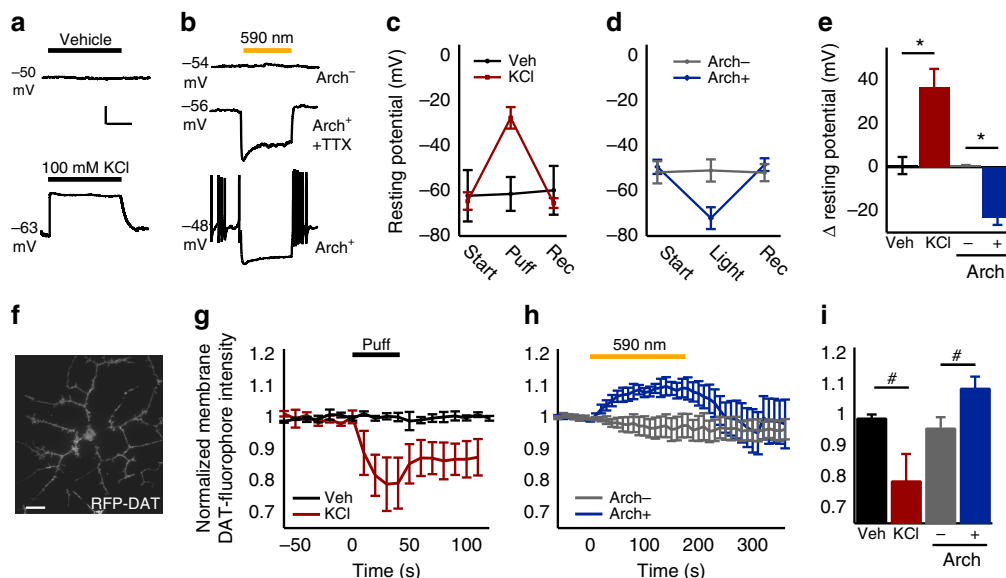 a
Vehicle
–50
mV
100 mM KCl
–63
mV
b
590 nm
–54
mV
Arch–
–56
mV
Arch+
+TTX
–48
mV
Arch+
c
Resting potential (mV)
0
–20
–40
–60
–80
Veh
KCl
Start
Puff
Rec
d
0
–20
–40
–60
–80
Arch–
Arch+
Start
Light
Rec
e
Δ resting potential (mV)
40
20
0
–20
*
*
Veh
KCl
–
+
Arch
f
RFP-DAT
g
Normalized membrane
DAT-fluorophore intensity
1.2
1.1
1
0.9
0.8
0.7
Puff
Veh
KCl
–50
0
50
100
Time (s)
h
1.2
1.1
1
0.9
0.8
0.7
590 nm
Arch–
Arch+
0
100
200
300
Time (s)
i
1.2
1.1
1
0.9
0.8
0.7
#
#
Veh
KCl
–
+
Arch